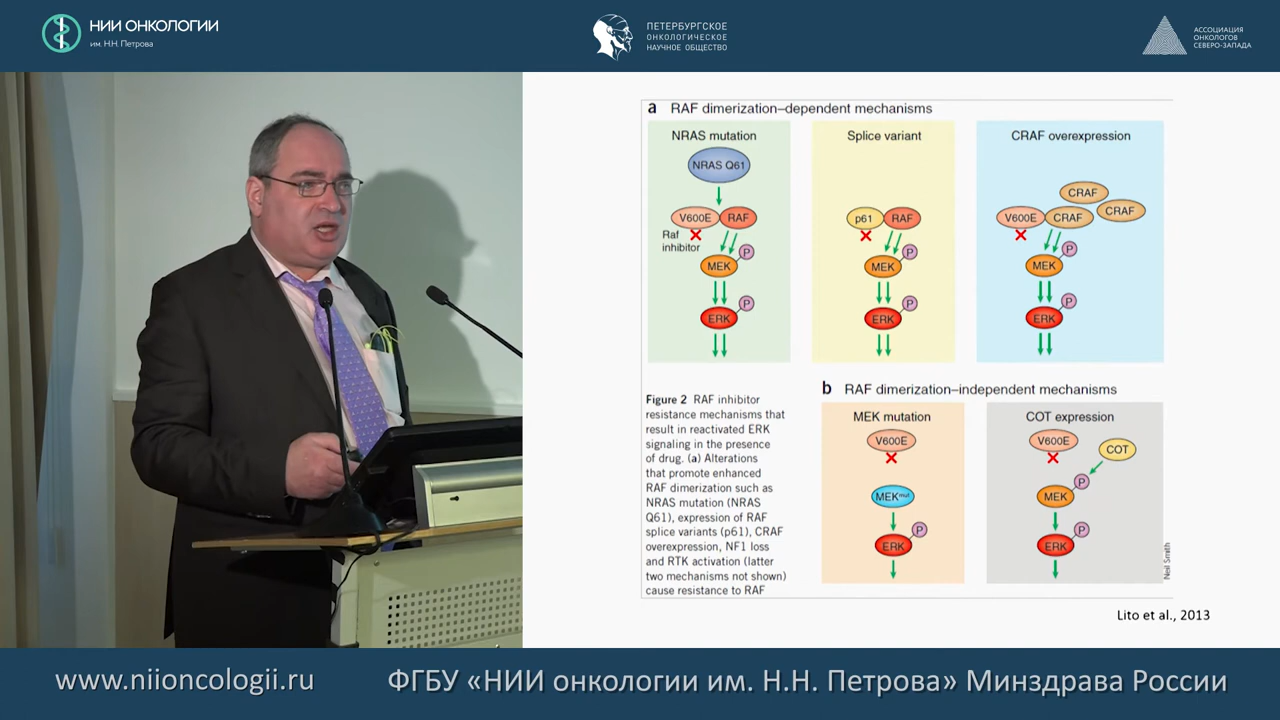 НИИ ОНКОЛОГИИ
им. Н.Н. Петрова
ПЕТЕРБУРГСКОЕ
ОНКОЛОГИЧЕСКОЕ
НАУЧНОЕ ОБЩЕСТВО
АССОЦИАЦИЯ
ОНКОЛОГОВ
СЕВЕРО-ЗАПАДА
a RAF dimerization–dependent mechanisms
NRAS mutation
NRAS Q61
V600E RAF
Raf
inhibitor
P
MEK
P
ERK
Splice variant
p61 RAF
P
MEK
P
ERK
CRAF overexpression
CRAF
CRAF
V600E CRAF
P
MEK
P
ERK
Figure 2 RAF inhibitor
resistance mechanisms that
result in reactivated ERK
signaling in the presence
of drug. (a) Alterations
that promote enhanced
RAF dimerization such as
NRAS mutation (NRAS
Q61), expression of RAF
splice variants (p61), CRAF
overexpression, NF1 loss
and RTK activation (latter
two mechanisms not shown)
cause resistance to RAF
b RAF dimerization–independent mechanisms
MEK mutation
V600E
MEKmut
P
ERK
COT expression
V600E
COT
P
MEK
P
ERK
Neil Smith
Lito et al., 2013
www.niioncologii.ru
ФГБУ «НИИ онкологии им. Н.Н. Петрова» Минздрава России